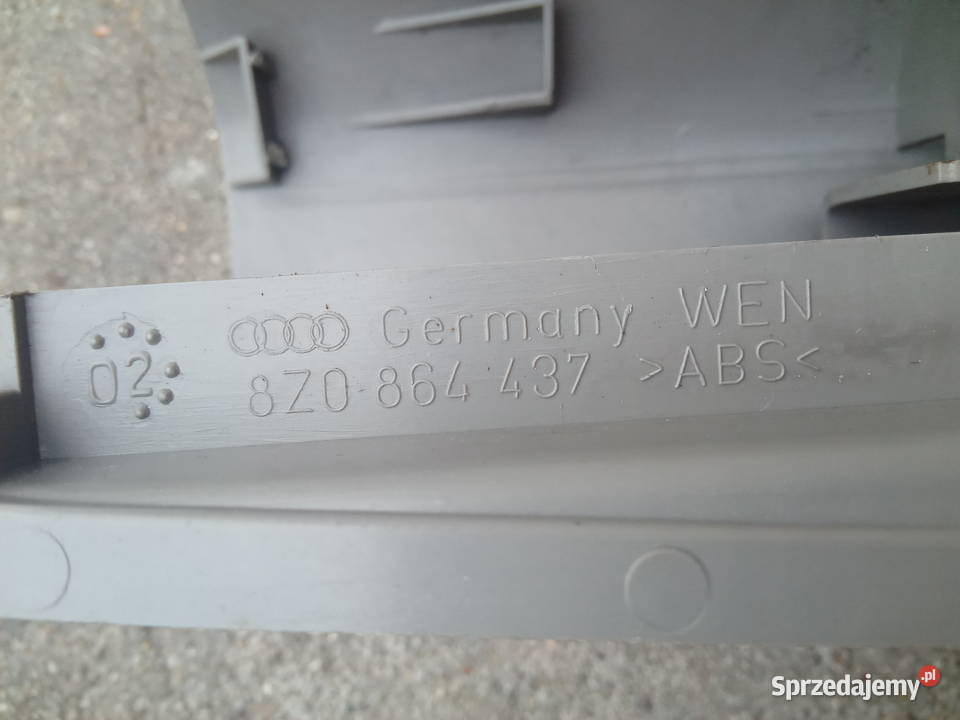 Germany WEN
02
8Z0 864 437 >ABS<
Sprzedajemy.pl